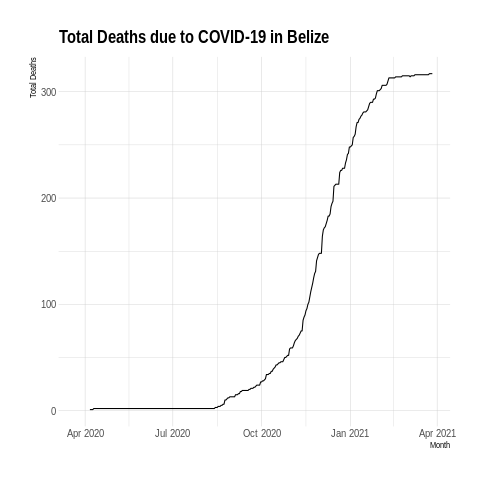 Total Deaths due to COVID-19 in Belize
Total Deaths
300
200
100
0
Apr 2020 Jul 2020 Oct 2020 Jan 2021 Apr 2021
Month